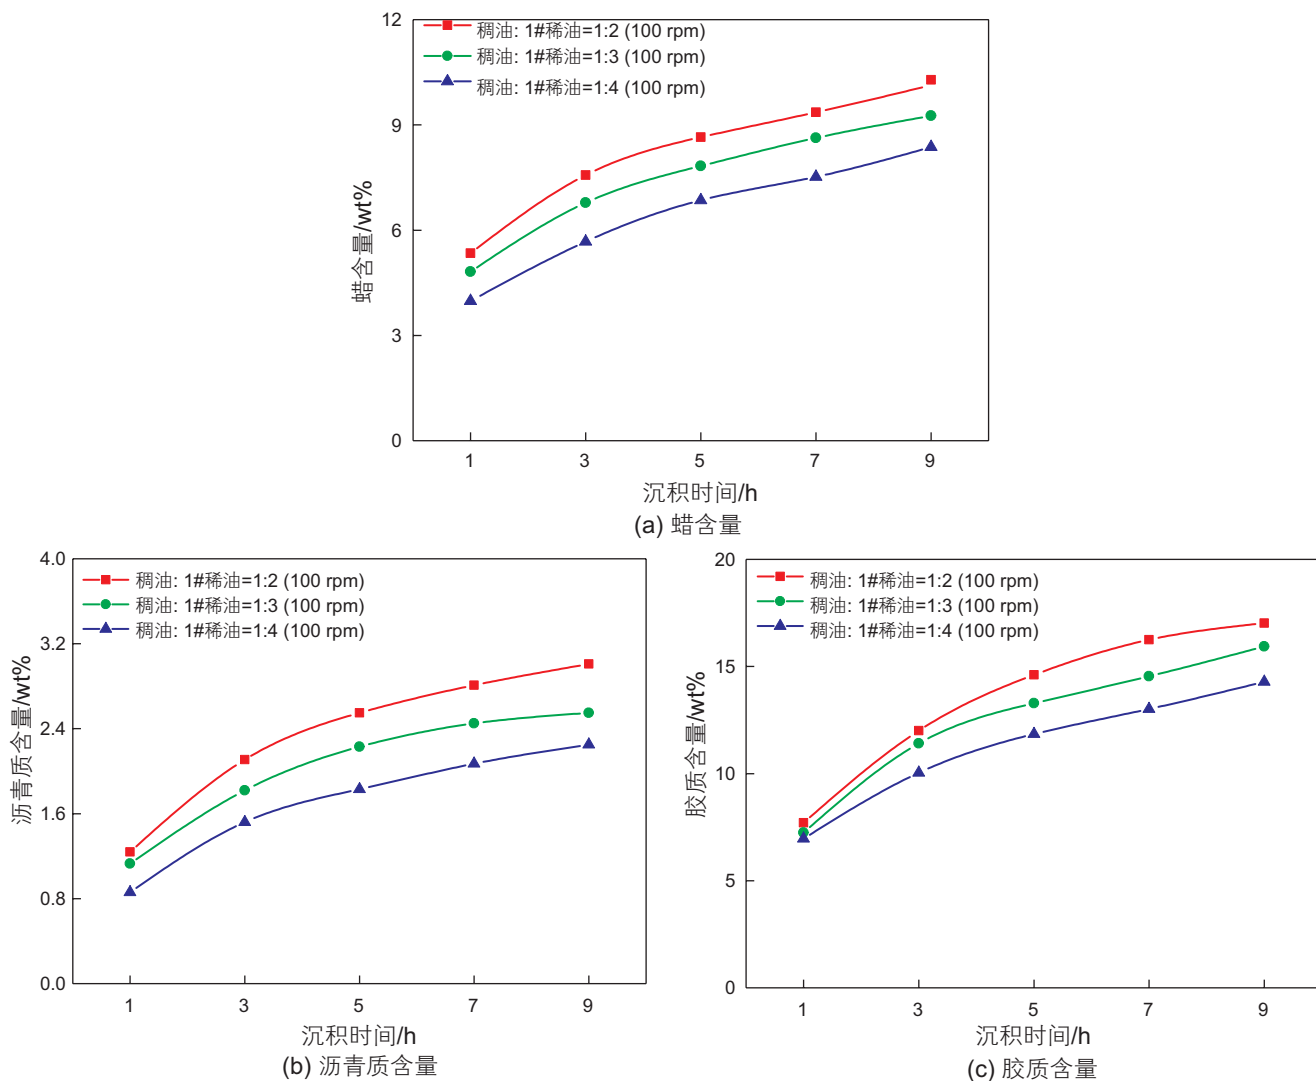 稠油: 1#稀油=1:2 (100 rpm)
稠油: 1#稀油=1:3 (100 rpm)
稠油: 1#稀油=1:4 (100 rpm)
蜡含量/wt%
12
9
6
3
0
1 3 5 7 9
沉积时间/h
(a) 蜡含量
稠油: 1#稀油=1:2 (100 rpm)
稠油: 1#稀油=1:3 (100 rpm)
稠油: 1#稀油=1:4 (100 rpm)
沥青质含量/wt%
4.0
3.2
2.4
1.6
0.8
0.0
1 3 5 7 9
沉积时间/h
(b) 沥青质含量
稠油: 1#稀油=1:2 (100 rpm)
稠油: 1#稀油=1:3 (100 rpm)
稠油: 1#稀油=1:4 (100 rpm)
胶质含量/wt%
20
15
10
5
0
1 3 5 7 9
沉积时间/h
(c) 胶质含量